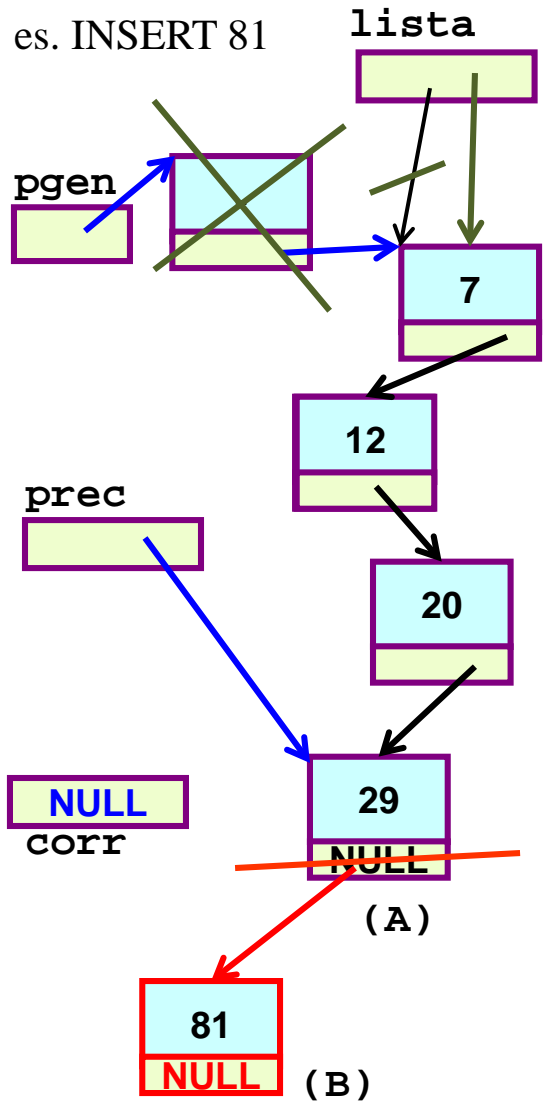 es. INSERT 81
lista
pgen
7
12
prec
20
29
NULL
NULL
corr
(A)
81
NULL
(B)